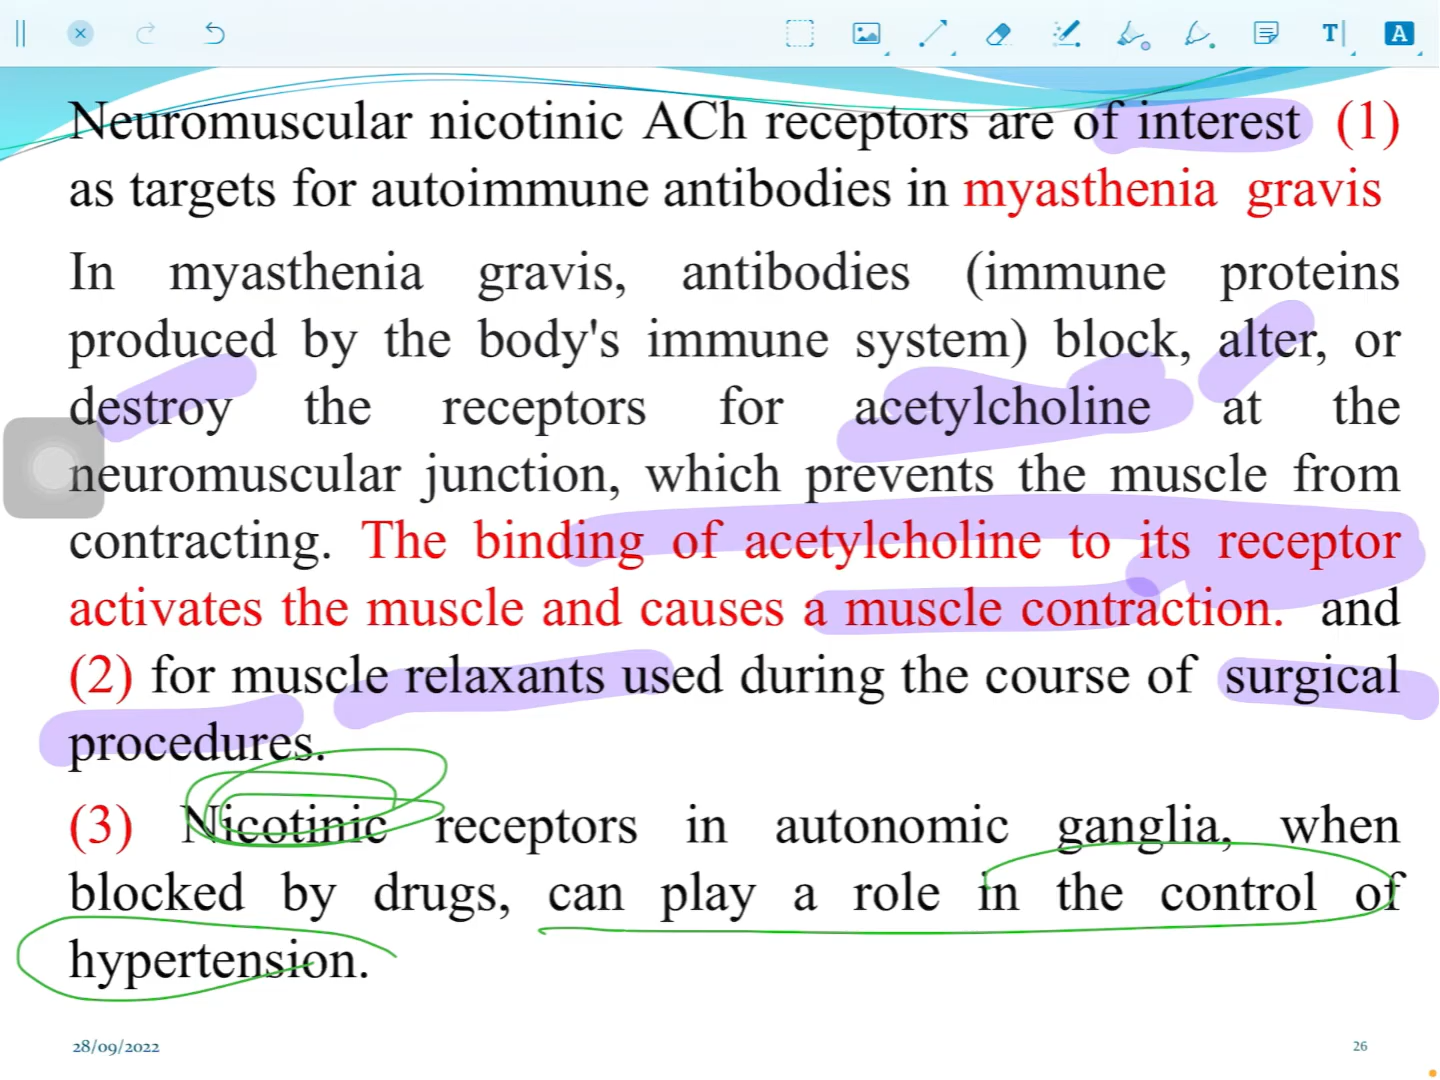 T
A
Neuromuscular nicotinic ACh receptors are of interest (1)
as targets for autoimmune antibodies in myasthenia gravis
In myasthenia gravis, antibodies (immune proteins
produced by the body's immune system) block, alter, or
destroy the receptors for acetylcholine at the
neuromuscular junction, which prevents the muscle from
contracting. The binding of acetylcholine to its receptor
activates the muscle and causes a muscle contraction. and
(2) for muscle relaxants used during the course of surgical
procedures.
(3) Nicotinic receptors in autonomic ganglia, when
blocked by drugs, can play a role in the control of
hypertension.
28/09/2022
26